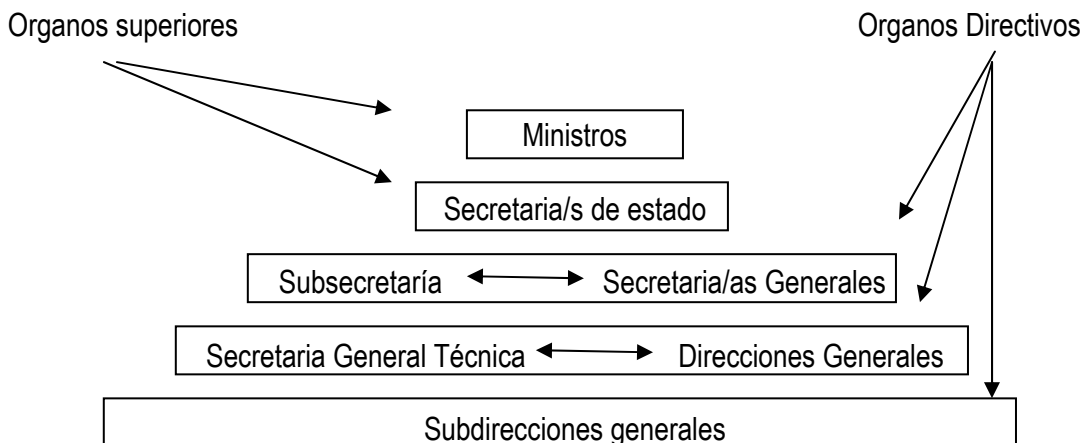 Organos superiores Organos Directivos
Ministros
Secretaria/s de estado
Subsecretaría Secretaria/as Generales
Secretaria General Técnica Direcciones Generales
Subdirecciones generales